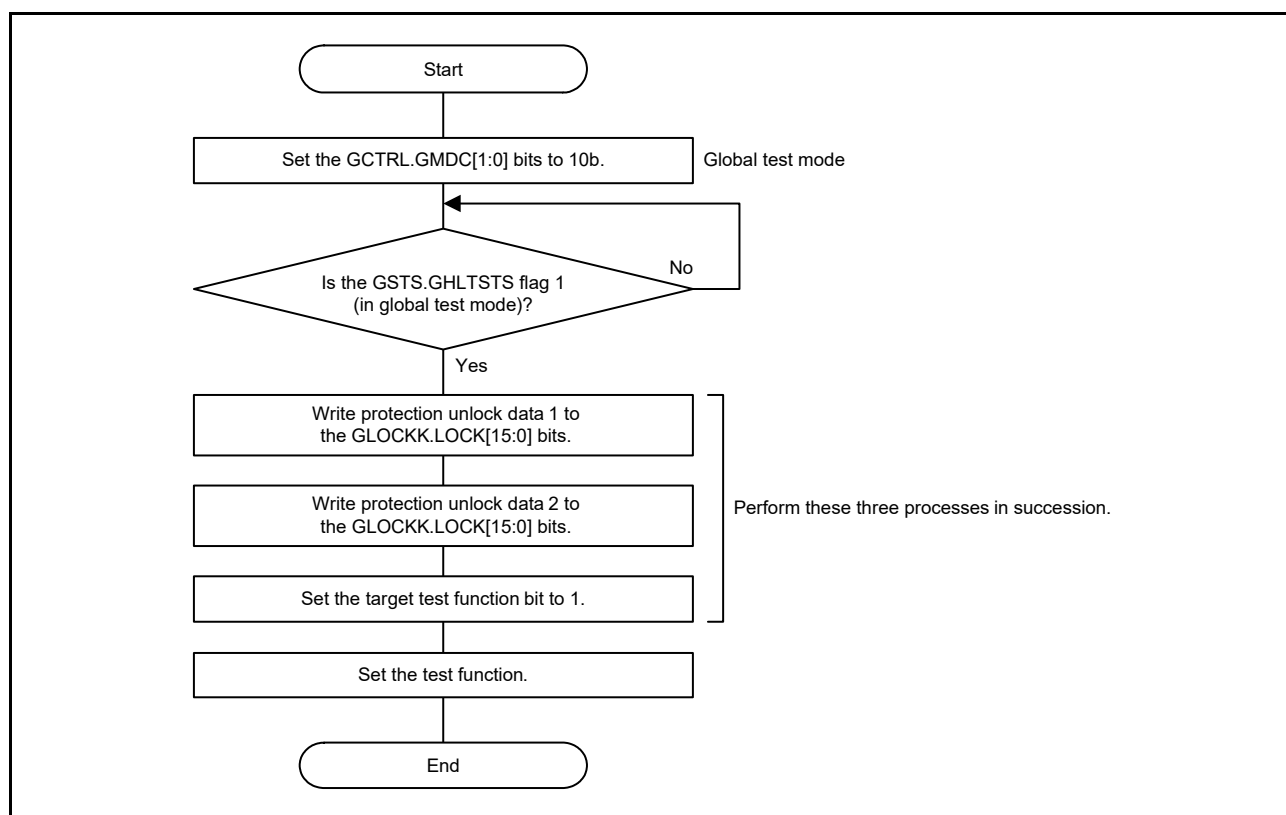 Start
Set the GCTRL.GMDC[1:0] bits to 10b.
Global test mode
No
Is the GSTS.GHLTSTS flag 1
(in global test mode)?
Yes
Write protection unlock data 1 to
the GLOCKK.LOCK[15:0] bits.
Write protection unlock data 2 to
the GLOCKK.LOCK[15:0] bits.
Perform these three processes in succession.
Set the target test function bit to 1.
Set the test function.
End